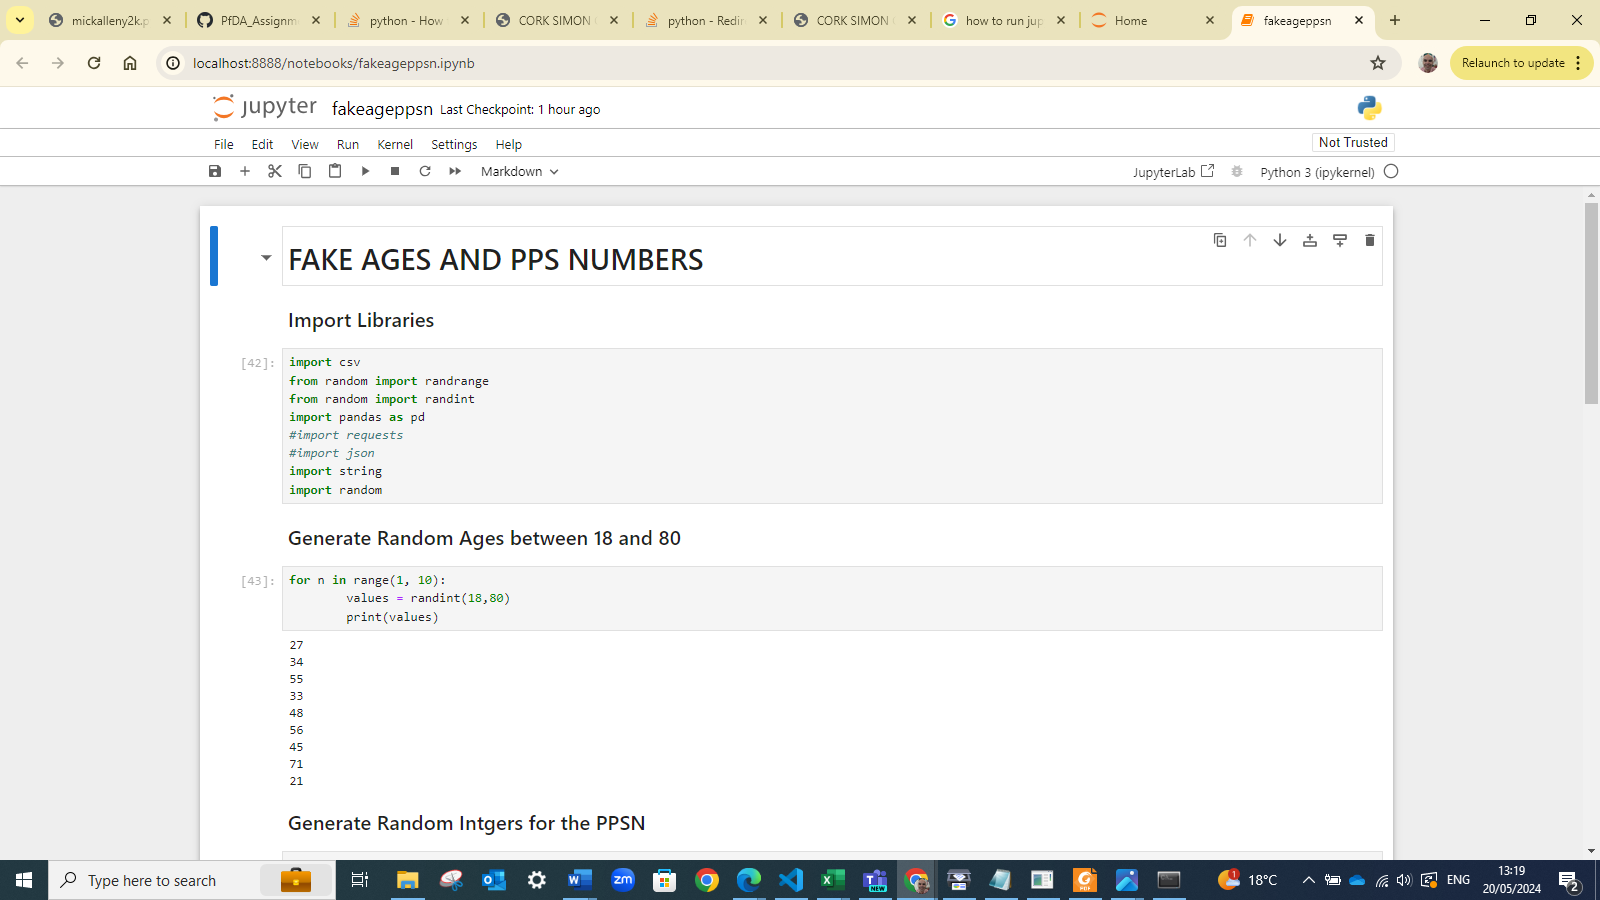 mickalleny2k.p
PfDA_Assignm
python - How
CORK SIMON
python - Redir
CORK SIMON
how to run jup
Home
fakeageppsn
localhost:8888/notebooks/fakeageppsn.ipynb
Relaunch to update
jupyter fakeageppsn Last Checkpoint: 1 hour ago
File Edit View Run Kernel Settings Help
Not Trusted
Markdown
JupyterLab
Python 3 (ipykernel)
FAKE AGES AND PPS NUMBERS
Import Libraries
[42]:
import csv
from random import randrange
from random import randint
import pandas as pd
#import requests
#import json
import string
import random
Generate Random Ages between 18 and 80
[43]:
for n in range(1, 10):
        values = randint(18,80)
        print(values)
27
34
55
33
48
56
45
71
21
Generate Random Intgers for the PPSN
Type here to search
W
zm
NEW
PDF
1
18°C
ENG
13:19
20/05/2024
2